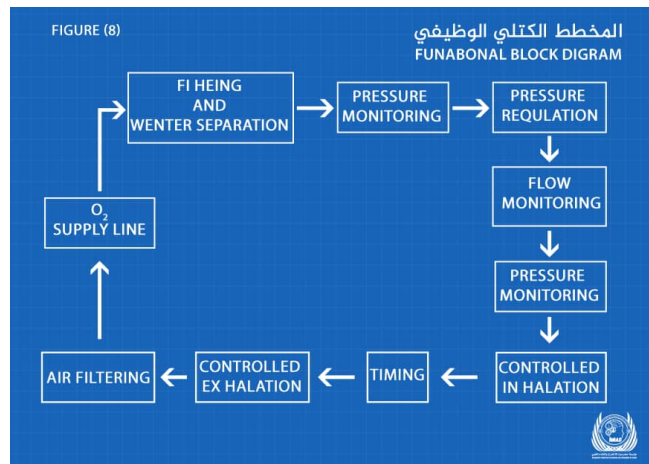 FIGURE (8)
المخطط الكتلي الوظيفي
FUNABONAL BLOCK DIGRAM
FI HEING
AND
WENTER SEPARATION
PRESSURE
MONITORING
PRESSURE
REQULATION
FLOW
MONITORING
PRESSURE
MONITORING
CONTROLLED
IN HALATION
TIMING
CONTROLLED
EX HALATION
AIR FILTERING
O₂
SUPPLY LINE